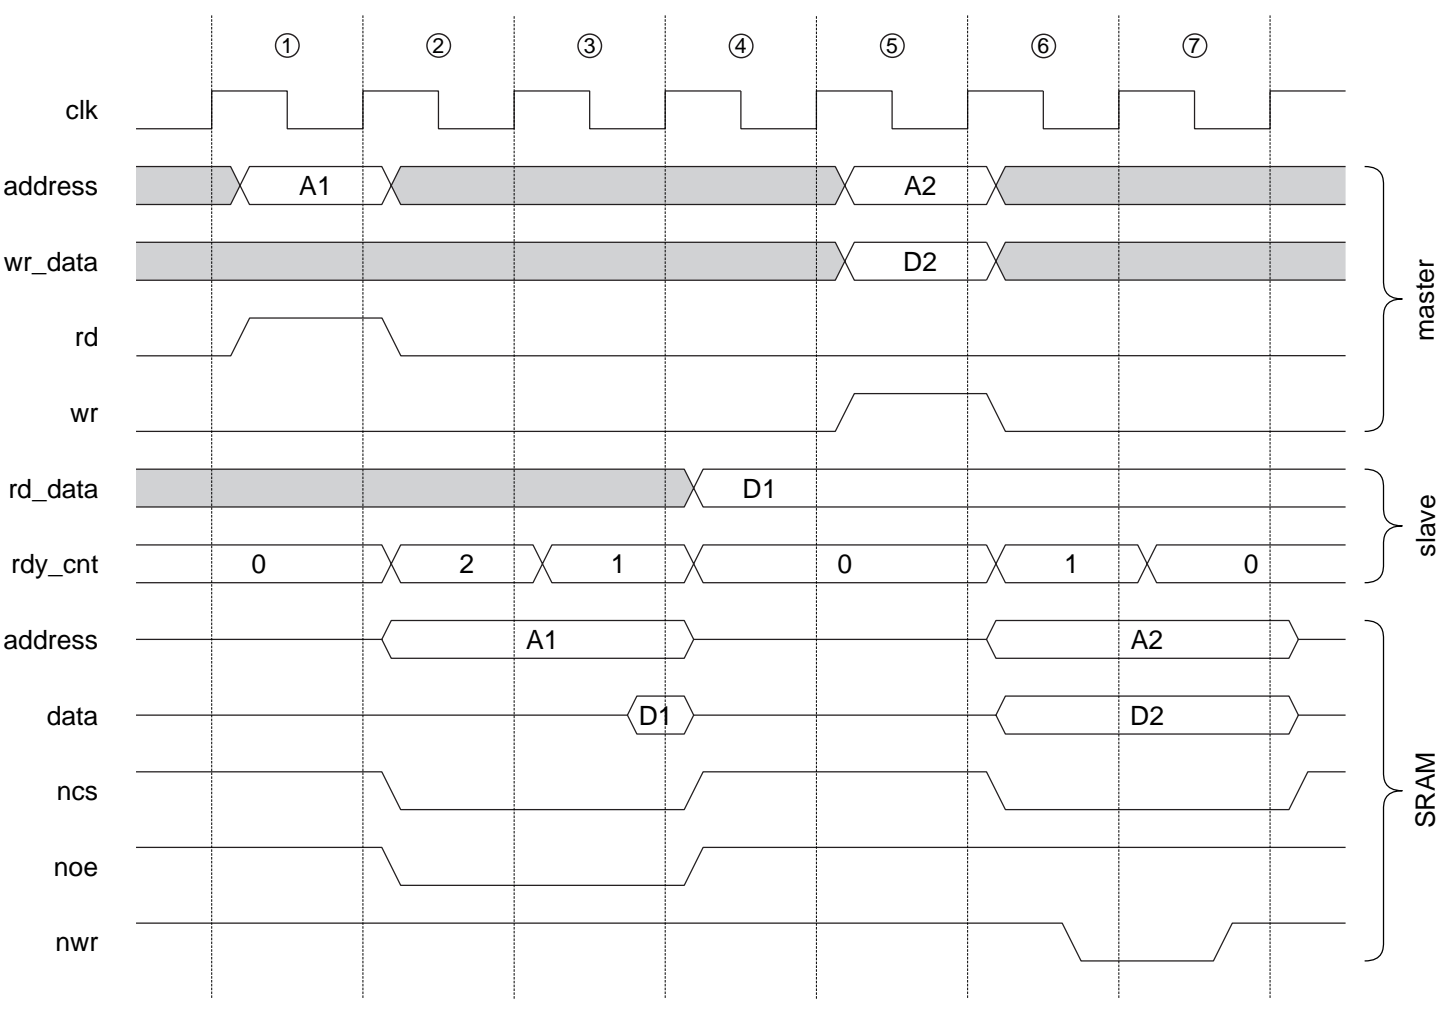 ① ② ③ ④ ⑤ ⑥ ⑦
clk
address A1 A2
wr_data D2
rd
wr
rd_data D1
rdy_cnt 0 2 1 0 1 0
address A1 A2
data D1 D2
ncs
noe
nwr
master
slave
SRAM